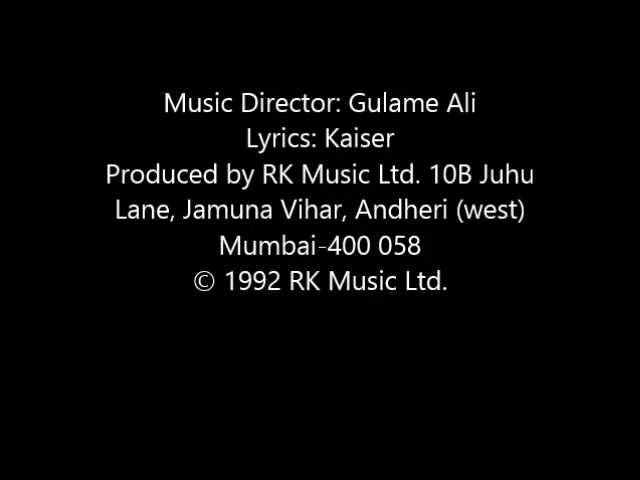 Music Director: Gulame Ali
Lyrics: Kaiser
Produced by RK Music Ltd. 10B Juhu
Lane, Jamuna Vihar, Andheri (west)
Mumbai-400 058
© 1992 RK Music Ltd.